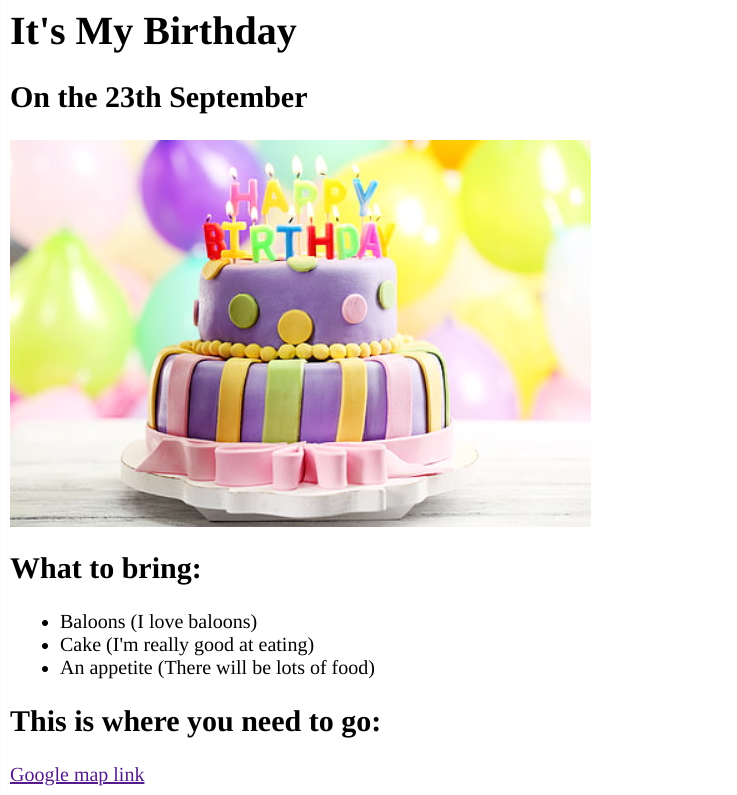 It's My Birthday
On the 23th September
HAPPY
BIRTHDAY
What to bring:
Baloons (I love baloons)
Cake (I'm really good at eating)
An appetite (There will be lots of food)
This is where you need to go:
Google map link